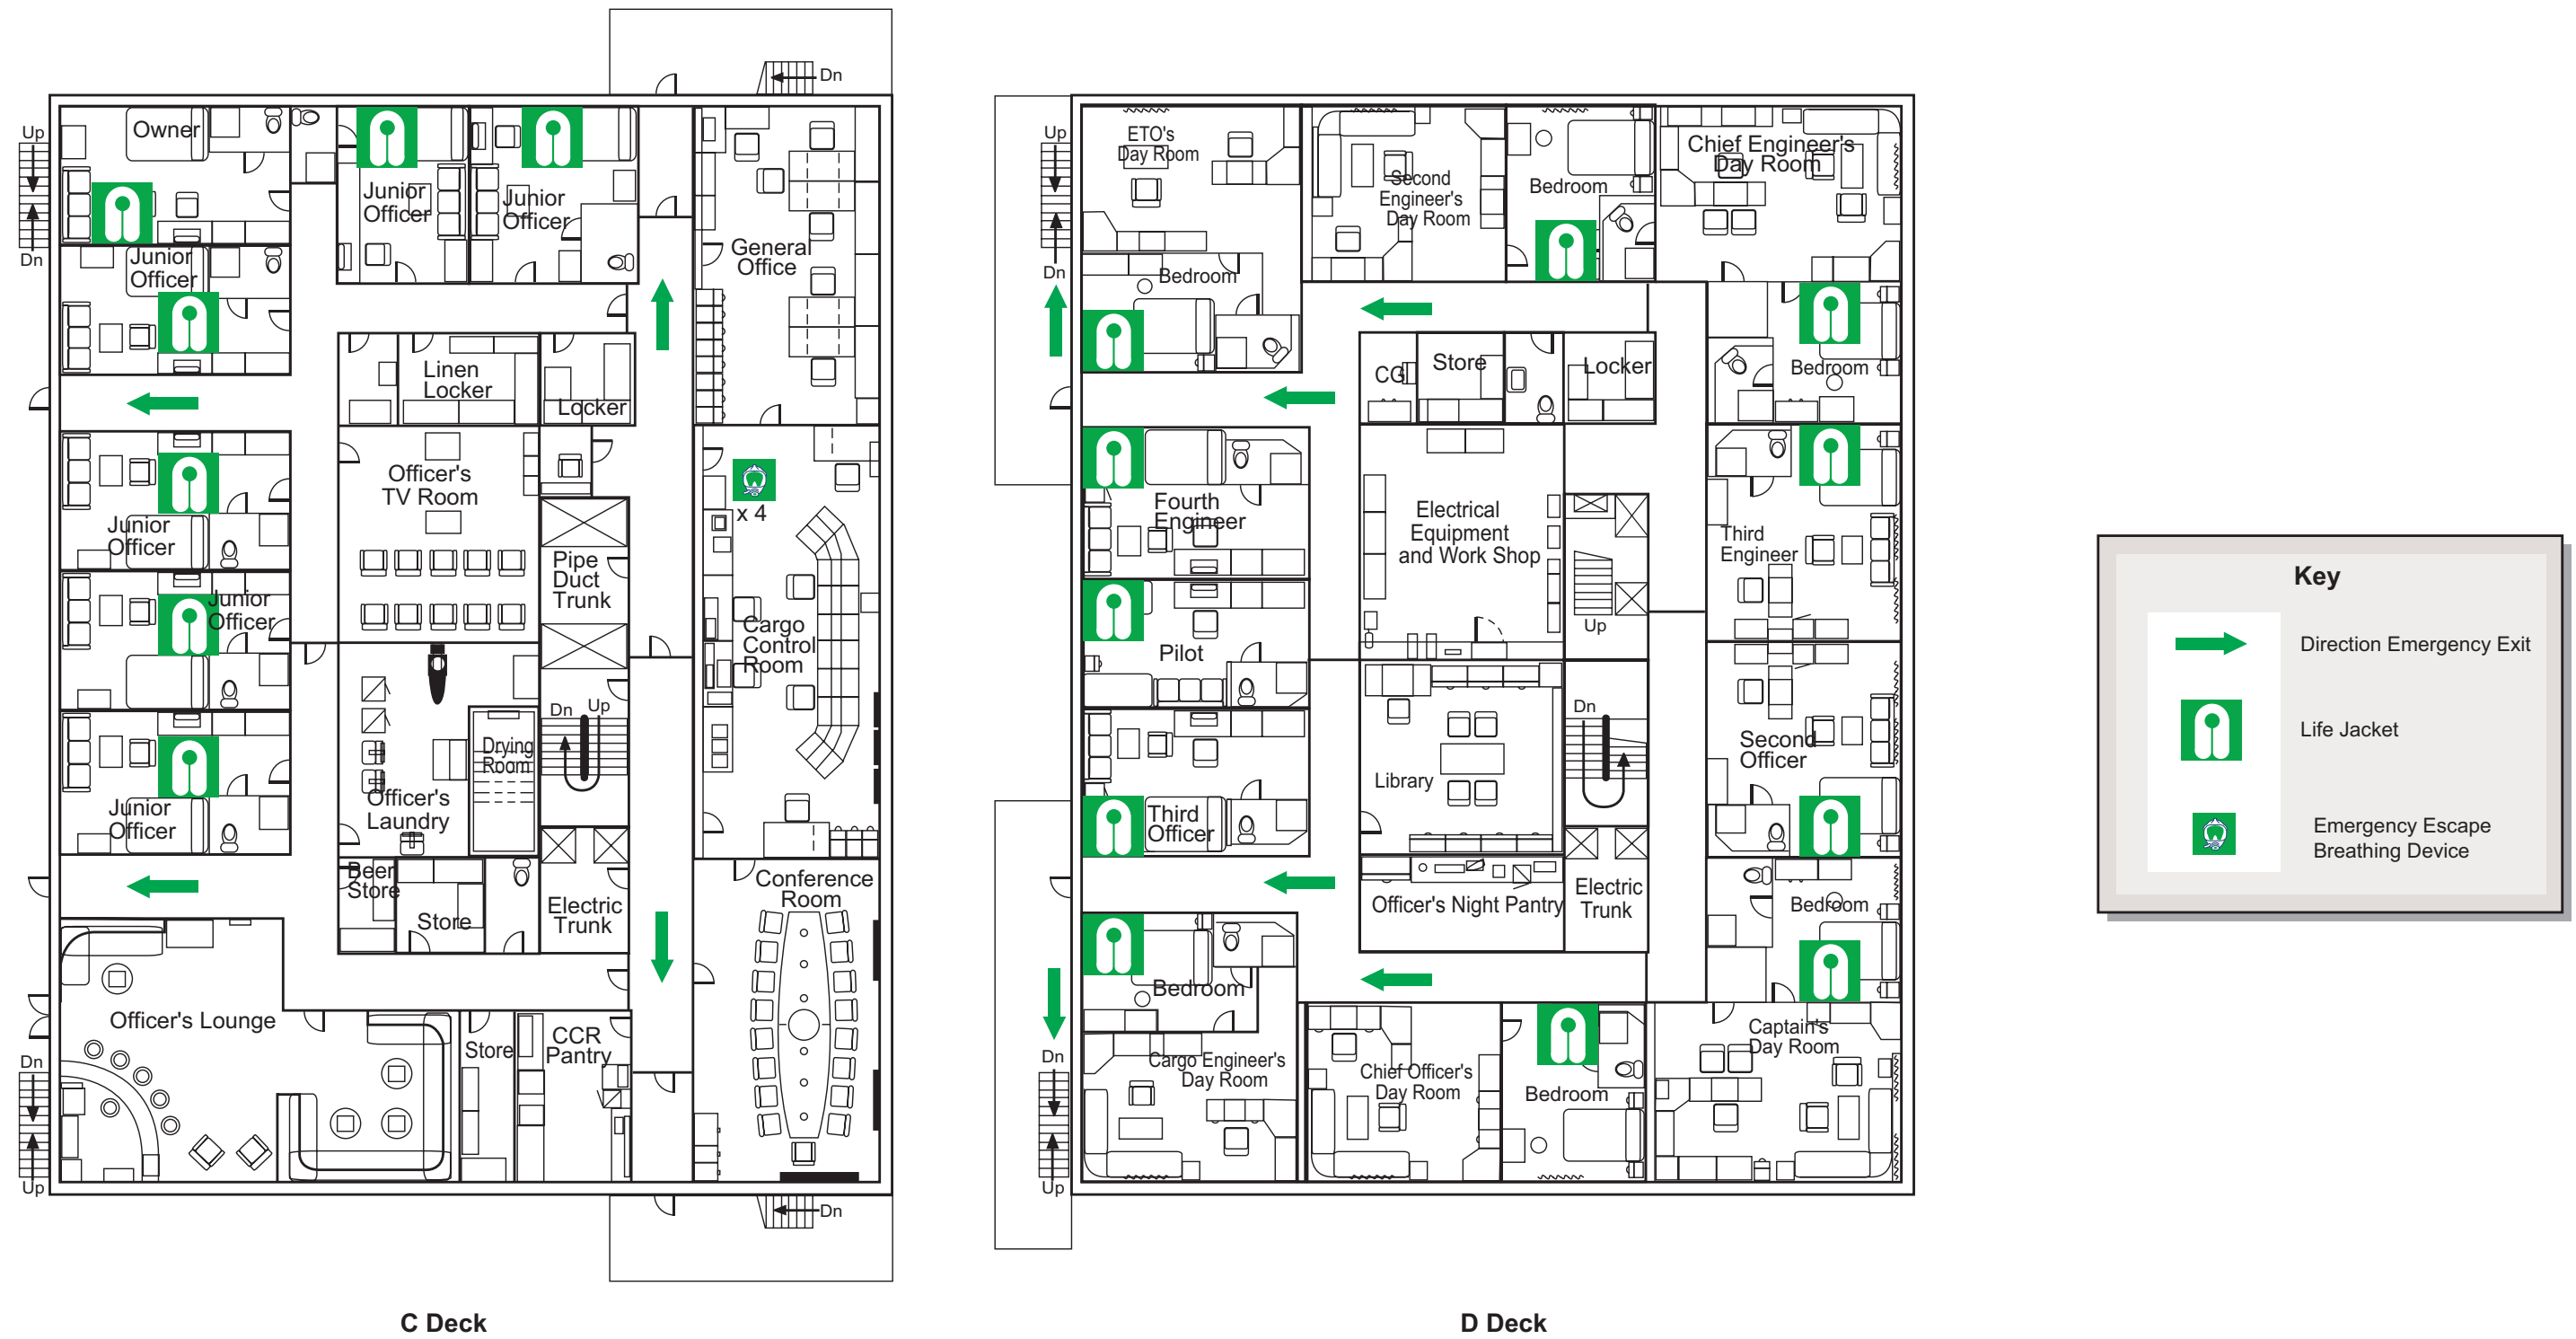 Dn
Up
Dn
Owner
Junior
Officer
Junior
Officer
Junior
Officer
General
Office
Linen
Locker
Locker
Officer's
TV Room
x 4
Junior
Officer
Junior
Officer
Pipe
Duct
Trunk
Cargo
Control
Room
Dn
Up
Drying
Room
Officer's
Laundry
Junior
Officer
Beer
Store
Store
Electric
Trunk
Conference
Room
Officer's Lounge
Store
CCR
Pantry
Dn
Up
Dn
C Deck
Up
Dn
ETO's
Day Room
Second
Engineer's
Day Room
Bedroom
Chief Engineer's
Day Room
Bedroom
CG
Store
Locker
Bedroom
Fourth
Engineer
Electrical
Equipment
and Work Shop
Third
Engineer
Up
Pilot
Dn
Library
Second
Officer
Third
Officer
Officer's Night Pantry
Electric
Trunk
Bedroom
Bedroom
Captain's
Day Room
Dn
Up
Cargo Engineer's
Day Room
Chief Officer's
Day Room
Bedroom
D Deck
Key
Direction Emergency Exit
Life Jacket
Emergency Escape
Breathing Device